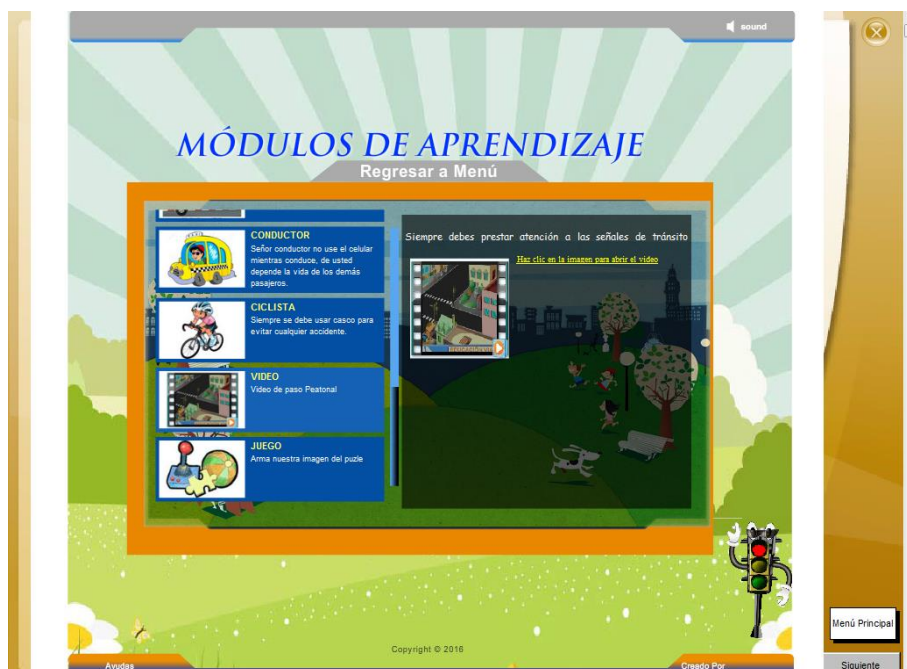 sound
MÓDULOS DE APRENDIZAJE
Regresar a Menú
CONDUCTOR
Señor conductor no use el celular
mientras conduce, de usted
depende la vida de los demás
pasajeros.
CICLISTA
Siempre se debe usar casco para
evitar cualquier accidente.
VIDEO
Video de paso Peatonal
JUEGO
Arma nuestra imagen del puzle
Siempre debes prestar atención a las señales de tránsito
Haz clic en la imagen para abrir el video
Copyright © 2016
Ayudas
Creado Por
Menú Principal
Siguiente